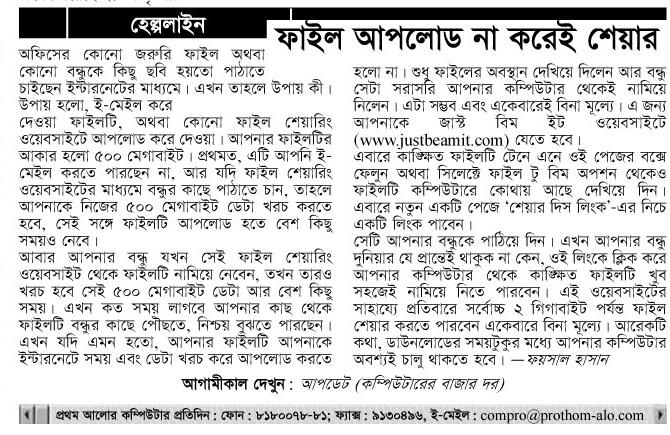 হেল্পলাইন
ফাইল আপলোড না করেই শেয়ার
অফিসের কোনো জরুরি ফাইল অথবা
কোনো বন্ধুকে কিছু ছবি হয়তো পাঠাতে
চাইছেন ইন্টারনেটের মাধ্যমে। এখন তাহলে উপায় কী।
উপায় হলো, ই-মেইল করে
দেওয়া ফাইলটি, অথবা কোনো ফাইল শেয়ারিং
ওয়েবসাইটে আপলোড করে দেওয়া। আপনার ফাইলটির
আকার হলো ৫০০ মেগাবাইট। প্রথমত, এটি আপনি ই-
মেইল করতে পারছেন না, আর যদি ফাইল শেয়ারিং
ওয়েবসাইটের মাধ্যমে বন্ধুর কাছে পাঠাতে চান, তাহলে
আপনাকে নিজের ৫০০ মেগাবাইট ডেটা খরচ করতে
হবে, সেই সঙ্গে ফাইলটি আপলোড হতে বেশ কিছু
সময়ও নেবে।
আবার আপনার বন্ধু যখন সেই ফাইল শেয়ারিং
ওয়েবসাইট থেকে ফাইলটি নামিয়ে নেবেন, তখন তারও
খরচ হবে সেই ৫০০ মেগাবাইট ডেটা আর বেশ কিছু
সময়। এখন কত সময় লাগবে আপনার কাছ থেকে
ফাইলটি বন্ধুর কাছে পৌঁছতে, নিশ্চয় বুঝতে পারছেন।
এখন যদি এমন হতো, আপনার ফাইলটি আপনাকে
ইন্টারনেটে সময় এবং ডেটা খরচ করে আপলোড করতে
হলো না। শুধু ফাইলের অবস্থান দেখিয়ে দিলেন আর বন্ধু
সেটা সরাসরি আপনার কম্পিউটার থেকেই নামিয়ে
নিলেন। এটা সম্ভব এবং একেবারেই বিনা মূল্যে। এ জন্য
আপনাকে জাস্ট বিম ইট ওয়েবসাইটে
(www.justbeamit.com) যেতে হবে।
এবারে কাঙ্ক্ষিত ফাইলটি টেনে এনে ওই পেজের বক্সে
ফেলুন অথবা সিলেক্টে ফাইল টু বিম অপশন থেকেও
ফাইলটি কম্পিউটারে কোথায় আছে দেখিয়ে দিন।
এবারে নতুন একটি পেজে ‘শেয়ার দিস লিংক’-এর নিচে
একটি লিংক পাবেন।
সেটি আপনার বন্ধুকে পাঠিয়ে দিন। এখন আপনার বন্ধু
দুনিয়ার যে প্রান্তেই থাকুক না কেন, ওই লিংকে ক্লিক করে
আপনার কম্পিউটার থেকে কাঙ্ক্ষিত ফাইলটি খুব
সহজেই নামিয়ে নিতে পারবেন। এই ওয়েবসাইটের
সাহায্যে প্রতিবারে সর্বোচ্চ ২ গিগাবাইট পর্যন্ত ফাইল
শেয়ার করতে পারবেন একেবারে বিনা মূল্যে। আরেকটি
কথা, ডাউনলোডের সময়টুকুর মধ্যে আপনার কম্পিউটার
অবশ্যই চালু থাকতে হবে। —ফয়সাল হাসান
আগামীকাল দেখুন : আপডেট (কম্পিউটারের বাজার দর)
প্রথম আলোর কম্পিউটার প্রতিদিন : ফোন : ৮১৮০০৭৮-৮১; ফ্যাক্স : ৯১৩০৪৯৬, ই-মেইল : compro@prothom-alo.com